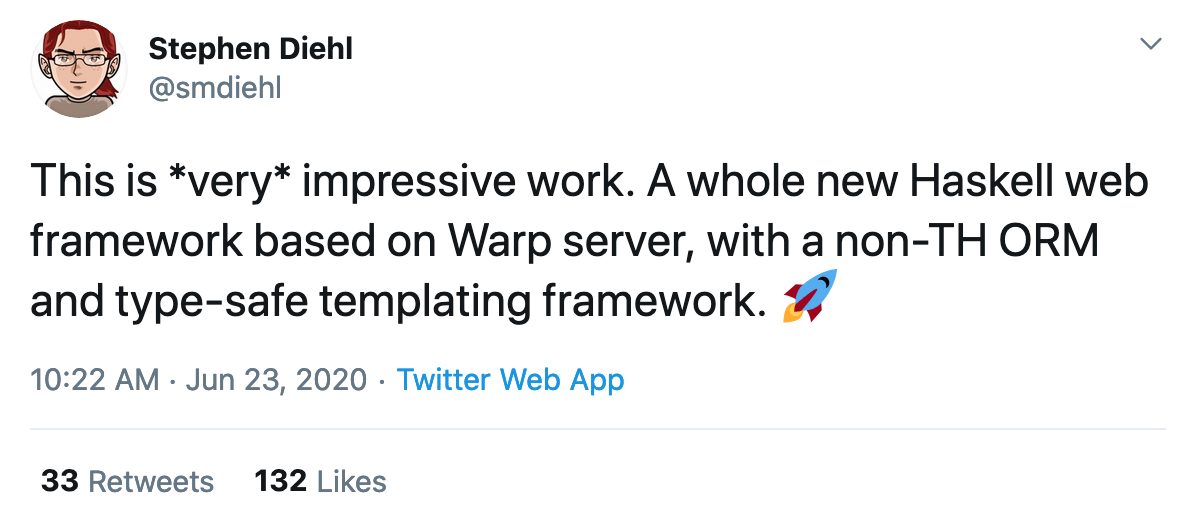 Stephen Diehl
@smdiehl
This is *very* impressive work. A whole new Haskell web
framework based on Warp server, with a non-TH ORM
and type-safe templating framework. 🚀
10:22 AM · Jun 23, 2020 · Twitter Web App
33 Retweets 132 Likes